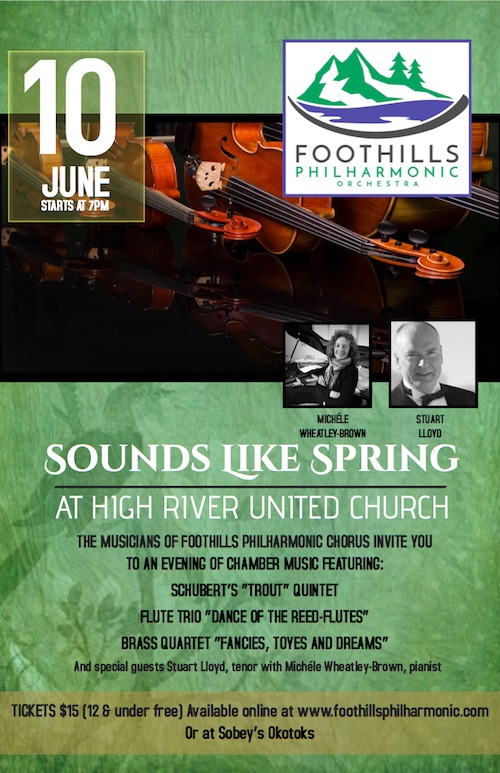 10
JUNE
STARTS AT 7PM
FOOTHILLS
PHILHARMONIC
ORCHESTRA
MICHÉLE
WHEATLEY-BROWN
STUART
LLOYD
SOUNDS LIKE SPRING
AT HIGH RIVER UNITED CHURCH
THE MUSICIANS OF FOOTHILLS PHILHARMONIC CHORUS INVITE YOU
TO AN EVENING OF CHAMBER MUSIC FEATURING:
SCHUBERT'S "TROUT" QUINTET
FLUTE TRIO "DANCE OF THE REED-FLUTES"
BRASS QUARTET "FANCIES, TOYES AND DREAMS"
And special guests Stuart Lloyd, tenor with Michéle Wheatley-Brown, pianist
TICKETS $15 (12 & under free) Available online at www.foothillsphilharmonic.com
Or at Sobey's Okotoks